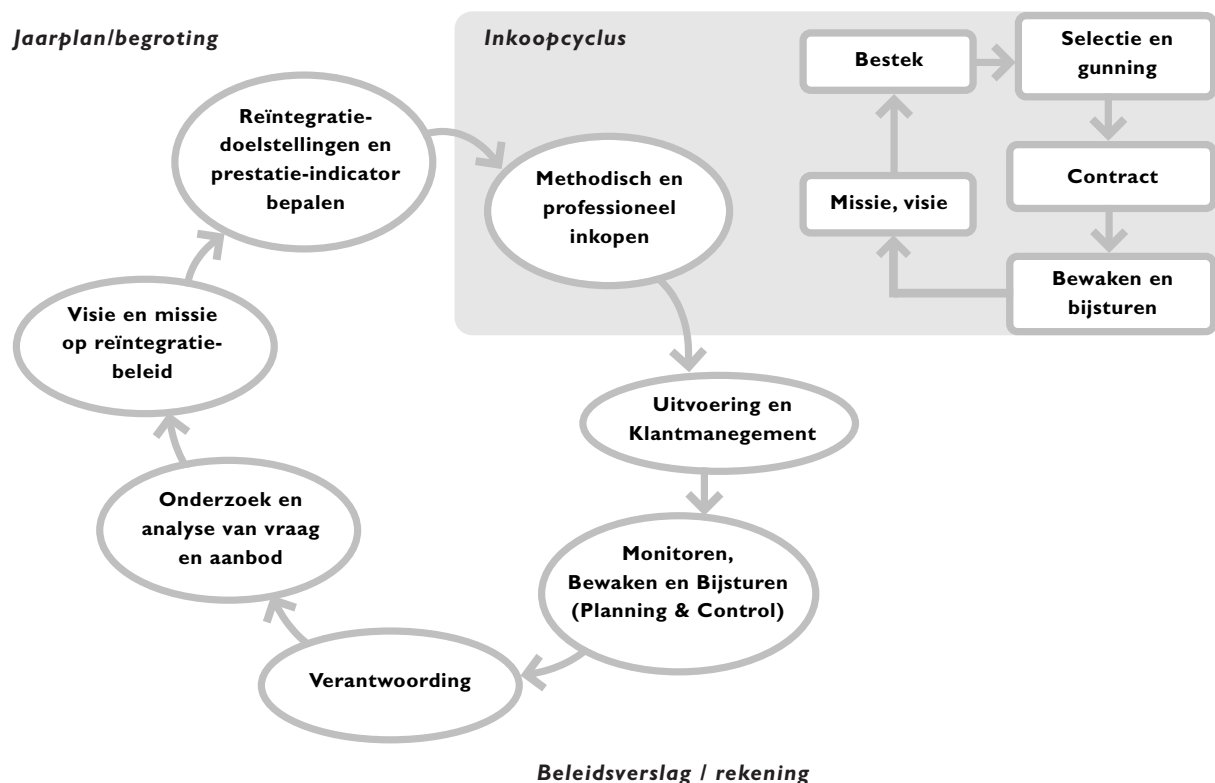 Jaarplan/begroting
Inkoopcyclus
Reïntegratie-
doelstellingen en
prestatie-indicator
bepalen
Methodisch en
professioneel
inkopen
Bestek
Selectie en
gunning
Contract
Bewaken en
bijsturen
Missie, visie
Visie en missie
op reïntegratie-
beleid
Uitvoering en
Klantmanegement
Onderzoek en
analyse van vraag
en aanbod
Monitoren,
Bewaken en Bijsturen
(Planning & Control)
Verantwoording
Beleidsverslag / rekening